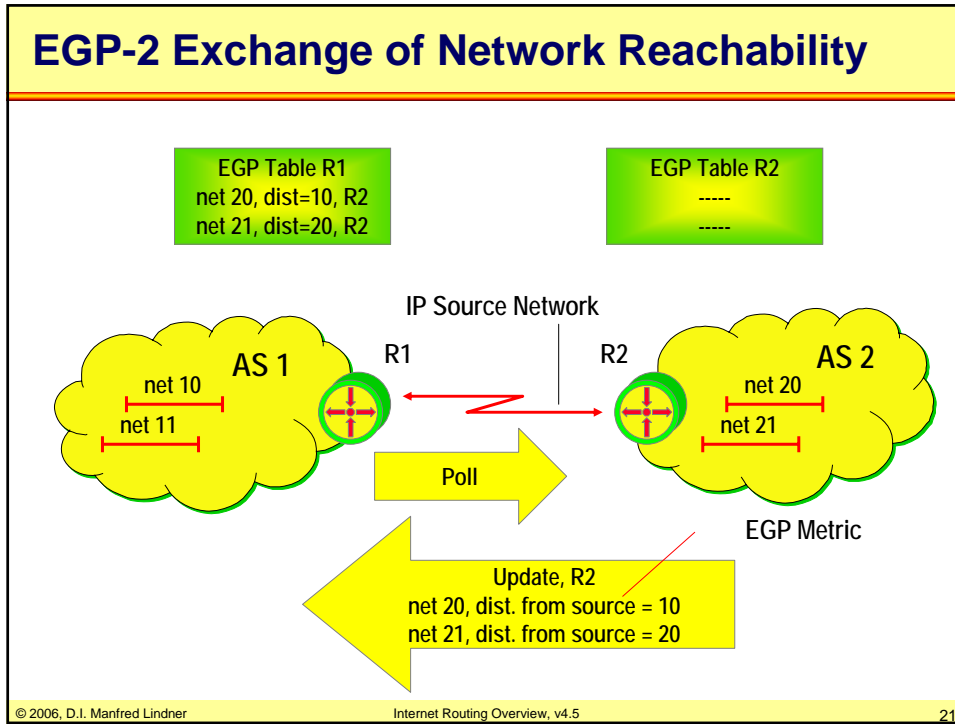 EGP-2 Exchange of Network Reachability
EGP Table R1
net 20, dist=10, R2
net 21, dist=20, R2
EGP Table R2
-----
-----
IP Source Network
AS 1
R1
R2
AS 2
net 10
net 11
net 20
net 21
Poll
EGP Metric
Update, R2
net 20, dist. from source = 10
net 21, dist. from source = 20
© 2006, D.I. Manfred Lindner
Internet Routing Overview, v4.5
21